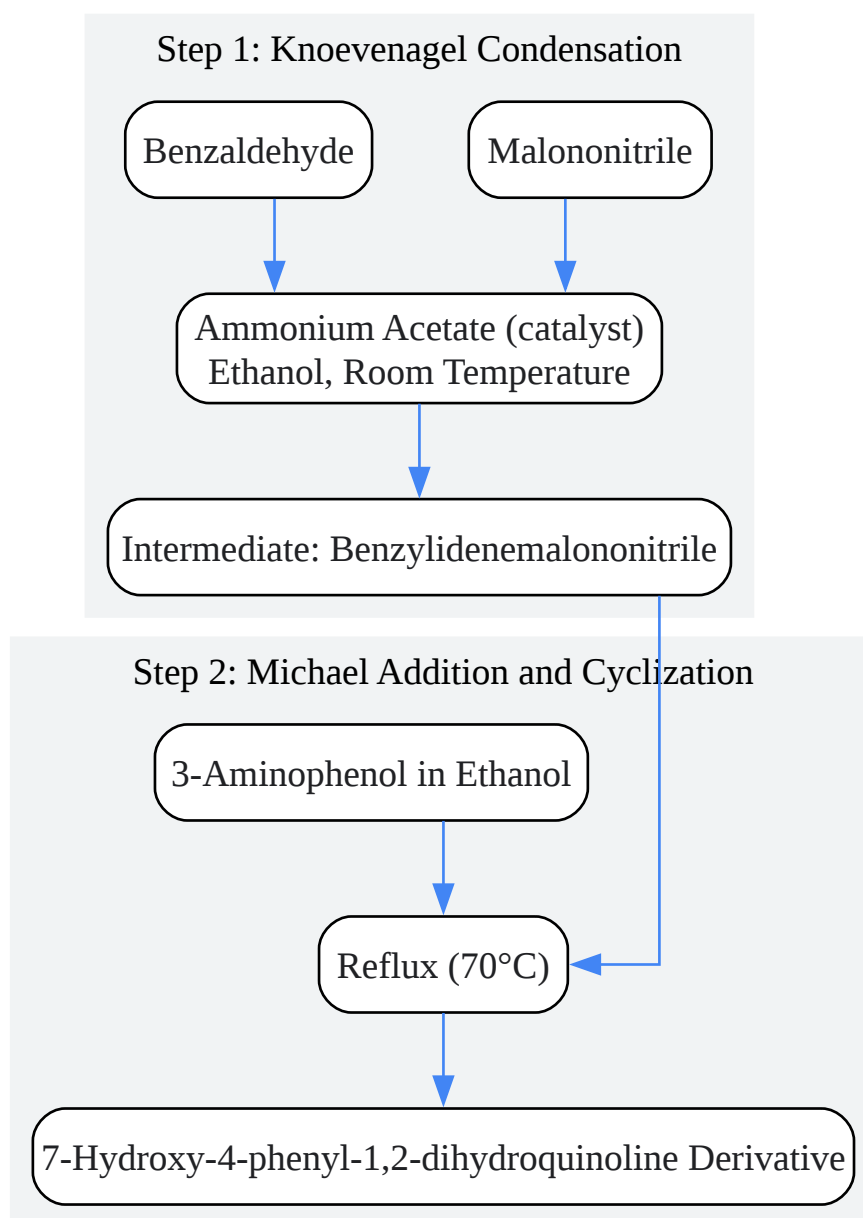 Step 1: Knoevenagel Condensation
Benzaldehyde
Malononitrile
Ammonium Acetate (catalyst)
Ethanol, Room Temperature
Intermediate: Benzylidenemalononitrile
Step 2: Michael Addition and Cyclization
3-Aminophenol in Ethanol
Reflux (70°C)
7-Hydroxy-4-phenyl-1,2-dihydroquinoline Derivative